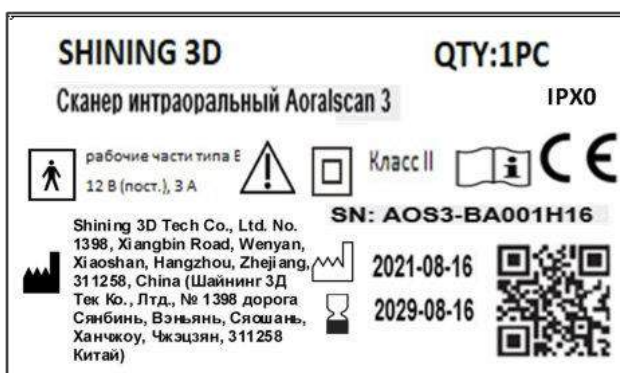 SHINING 3D
QTY:1PC
Сканер интраоральный Aoralscan 3
IPX0
рабочие части типа B
12 В (пост.), 3 А
Класс II
i
CE
SN: AOS3-BA001H16
Shining 3D Tech Co., Ltd. No.
1398, Xiangbin Road, Wenyan,
Xiaoshan, Hangzhou, Zhejiang,
311258, China (Шайнинг 3Д
Тек Ко., Лтд., № 1398 дорога
Сянбинь, Вэньянь, Сяошань,
Ханчжоу, Чжэцзян, 311258
Китай)
2021-08-16
2029-08-16